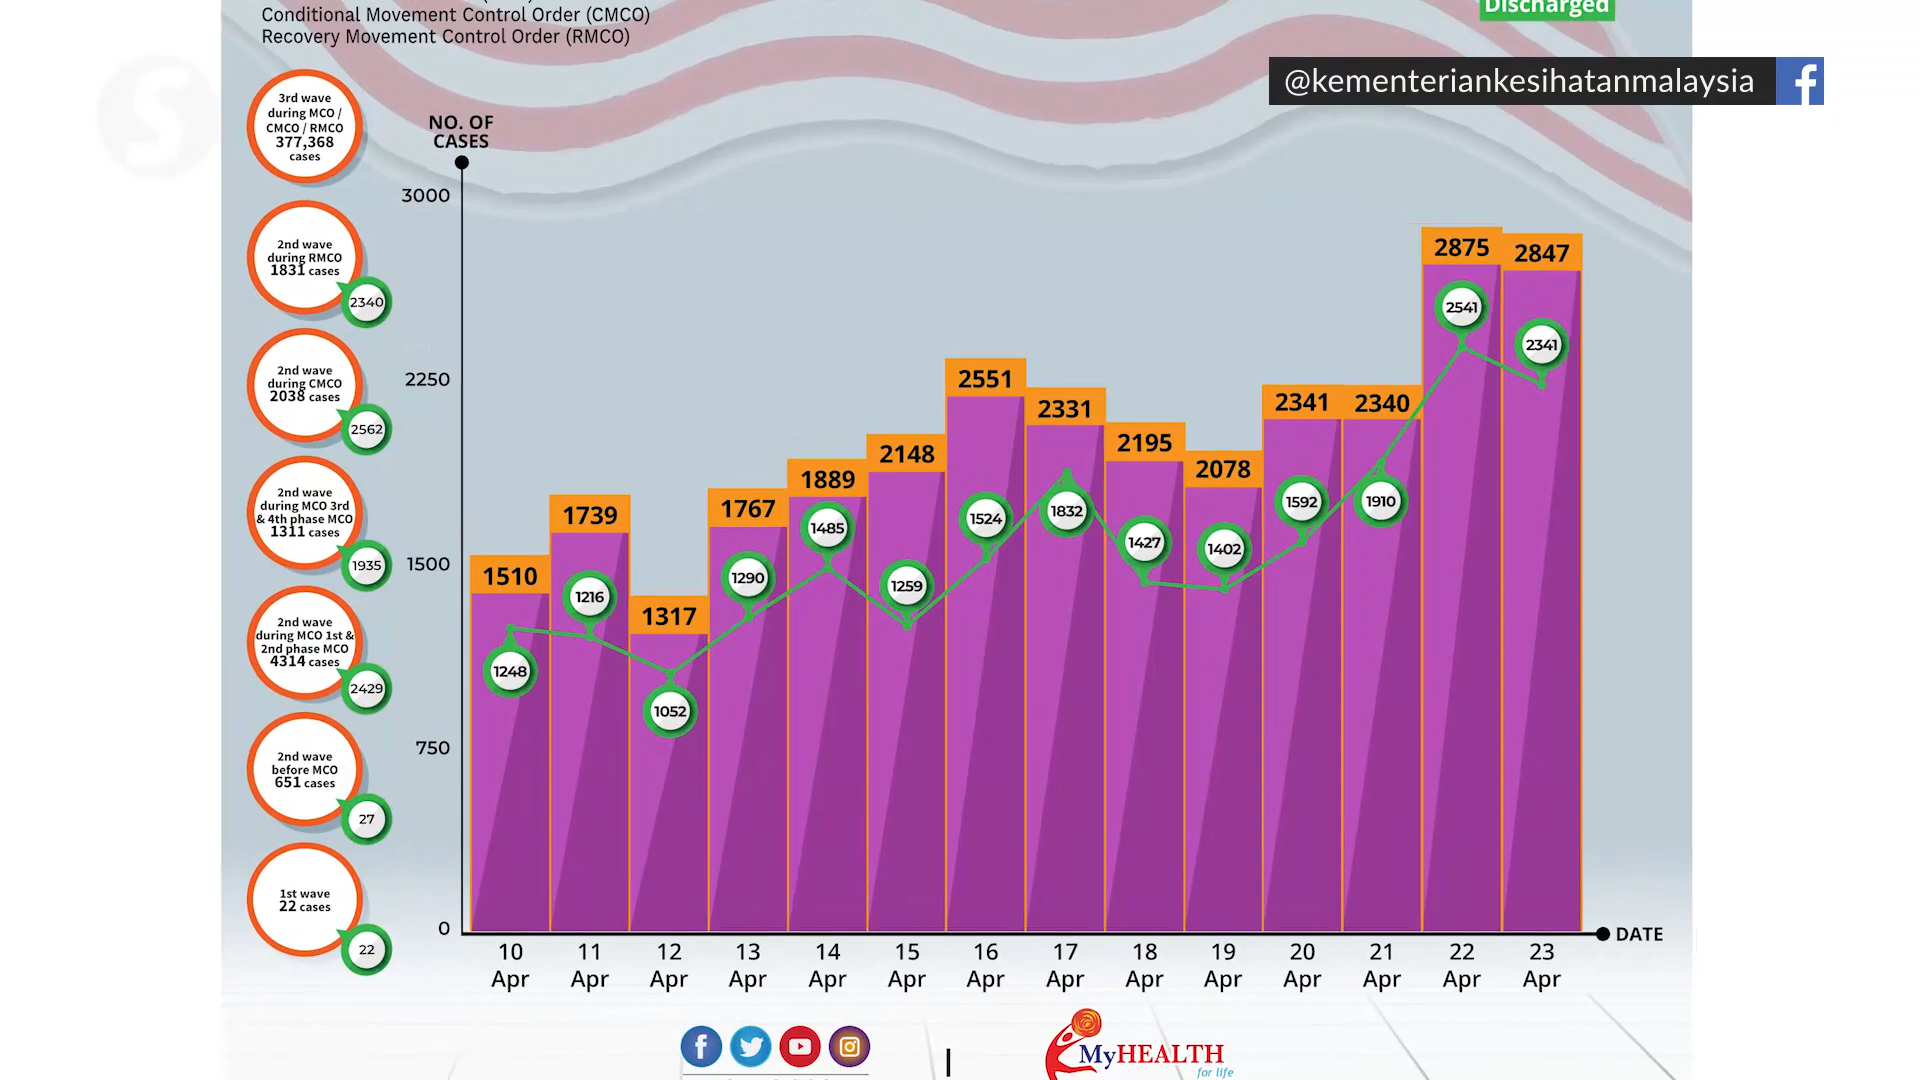 Conditional Movement Control Order (CMCO)
Recovery Movement Control Order (RMCO)
Discharged
@kementeriankesihatanmalaysia
f
S
3rd wave
during MCO /
CMCO / RMCO
377,368
cases
2nd wave
during RMCO
1831 cases
2340
2nd wave
during CMCO
2038 cases
2562
2nd wave
during MCO 3rd
& 4th phase MCO
1311 cases
1935
2nd wave
during MCO 1st &
2nd phase MCO
4314 cases
2429
2nd wave
before MCO
651 cases
27
1st wave
22 cases
22
NO. OF
CASES
3000
2250
1500
750
0
1510
1739
1317
1767
1889
2148
2551
2331
2195
2078
2341
2340
2875
2847
1248
1216
1052
1290
1485
1259
1524
1832
1427
1402
1592
1910
2541
2341
10 Apr
11 Apr
12 Apr
13 Apr
14 Apr
15 Apr
16 Apr
17 Apr
18 Apr
19 Apr
20 Apr
21 Apr
22 Apr
23 Apr
DATE
f
MyHEALTH
for life